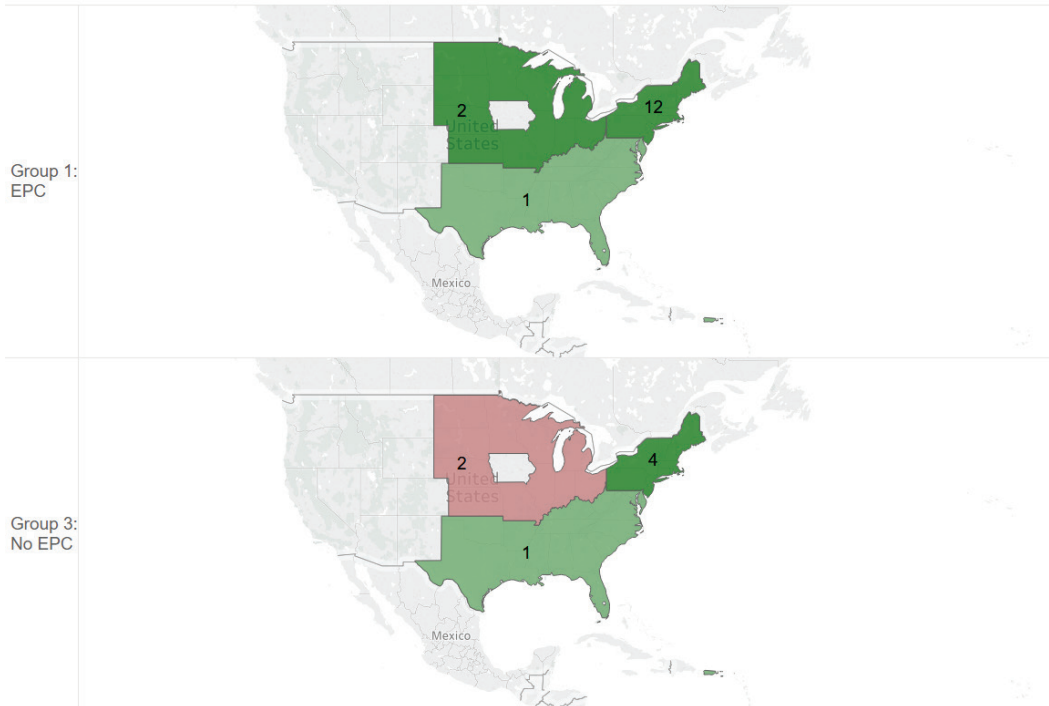 Group 1:
EPC
2
12
United
States
1
Mexico
Group 3:
No EPC
2
4
United
States
1
Mexico